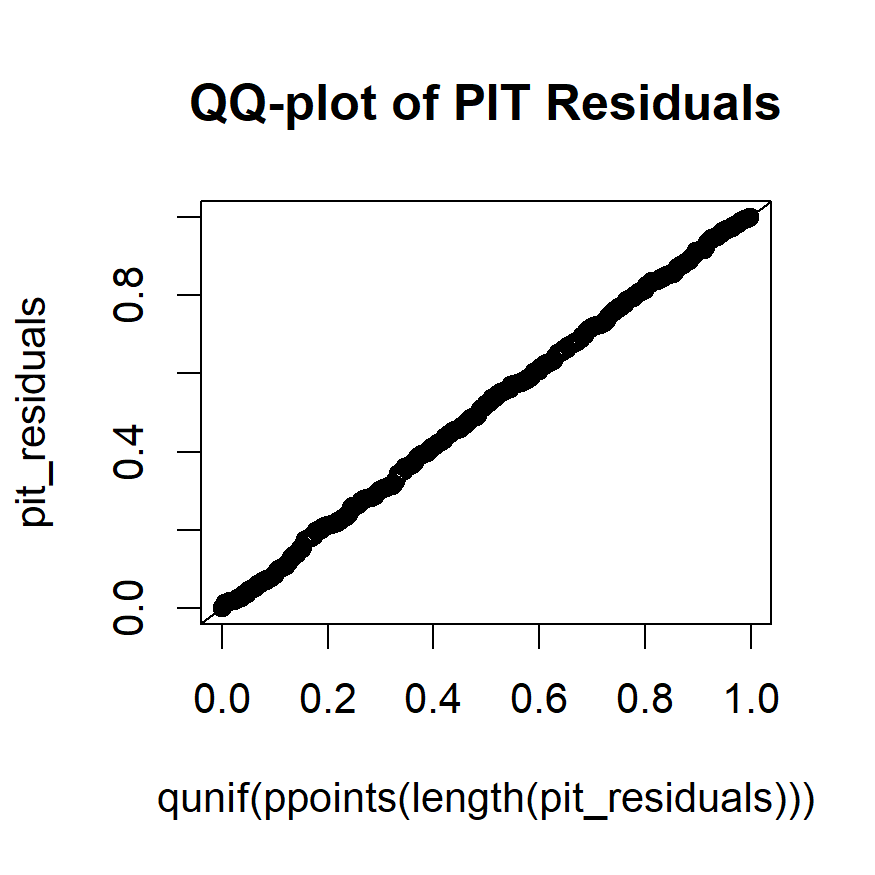 QQ-plot of PIT Residuals
pit_residuals
0.0 0.4 0.8
0.0 0.2 0.4 0.6 0.8 1.0
qunif(ppoints(length(pit_residuals)))